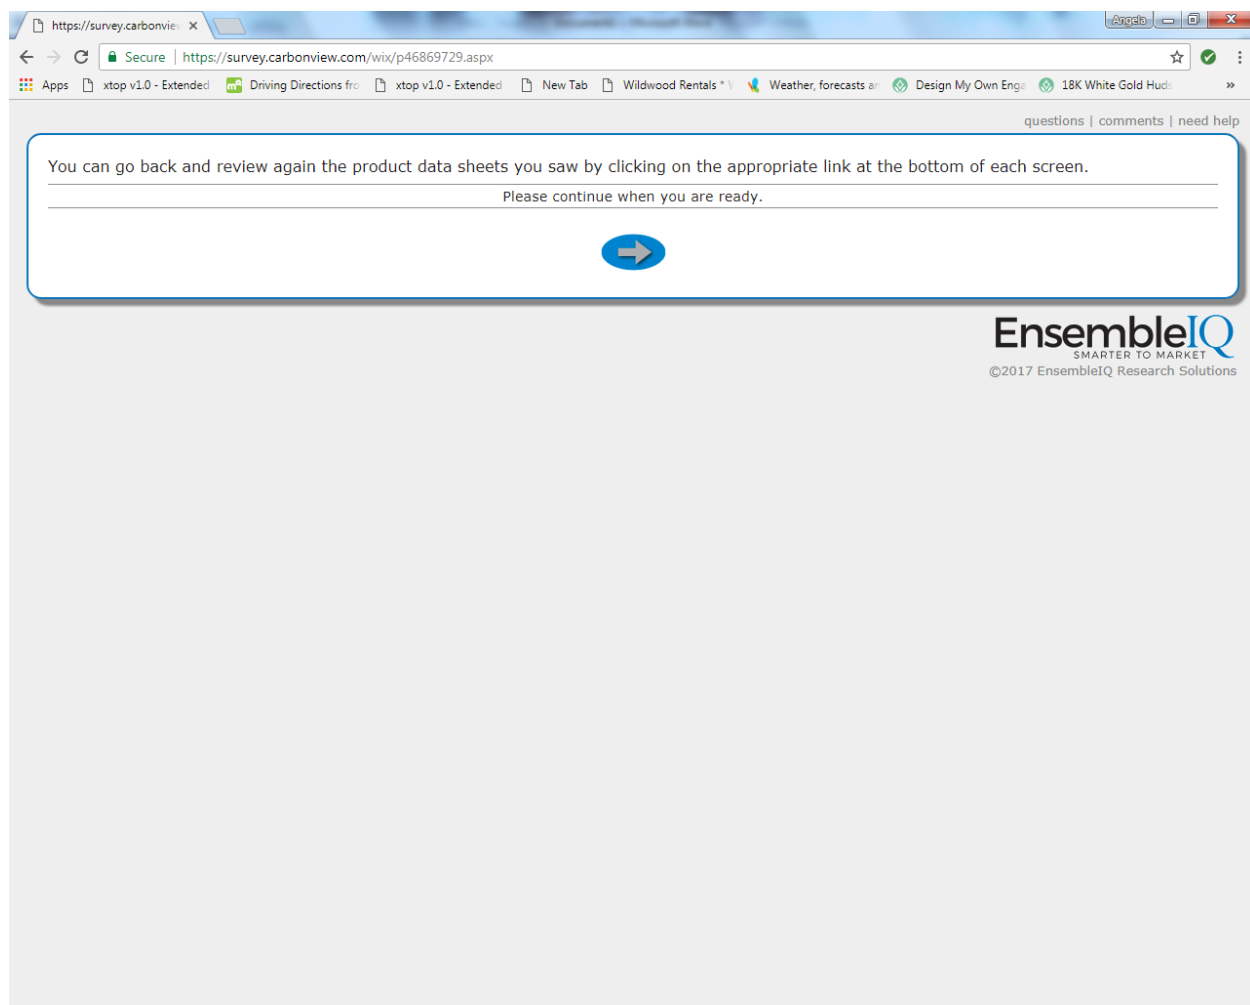 https://survey.carbonvie
Document1 - Microsoft Word
Angela
Secure | https://survey.carbonview.com/wix/p46869729.aspx
Apps xtop v1.0 - Extended Driving Directions fro xtop v1.0 - Extended New Tab Wildwood Rentals * Weather, forecasts an Design My Own Enga 18K White Gold Huds »
questions | comments | need help
You can go back and review again the product data sheets you saw by clicking on the appropriate link at the bottom of each screen.
Please continue when you are ready.
EnsembleIQ
SMARTER TO MARKET
©2017 EnsembleIQ Research Solutions